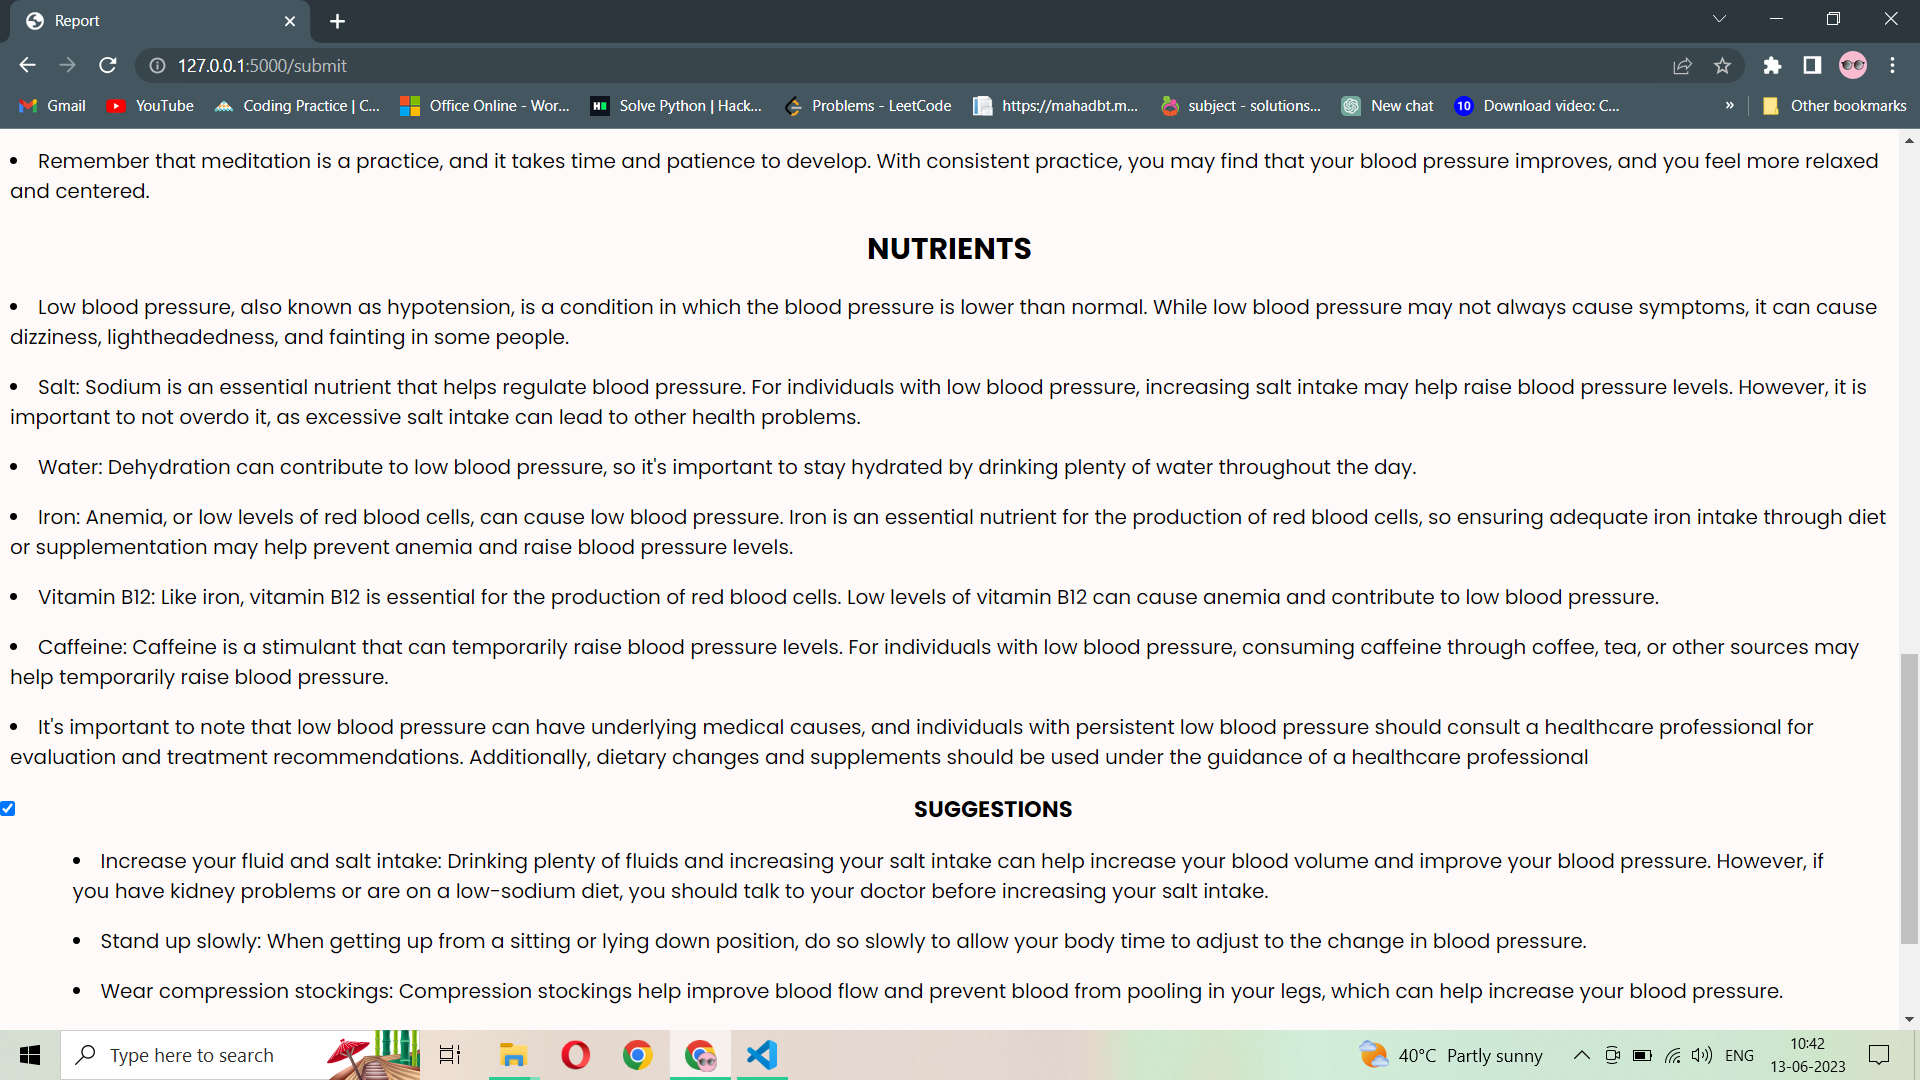 Report
127.0.0.1:5000/submit
Gmail YouTube Coding Practice | C... Office Online - Wor... Solve Python | Hack... Problems - LeetCode https://mahadbt.m... subject - solutions... New chat 10 Download video: C... » Other bookmarks
• Remember that meditation is a practice, and it takes time and patience to develop. With consistent practice, you may find that your blood pressure improves, and you feel more relaxed
and centered.
NUTRIENTS
• Low blood pressure, also known as hypotension, is a condition in which the blood pressure is lower than normal. While low blood pressure may not always cause symptoms, it can cause
dizziness, lightheadedness, and fainting in some people.
• Salt: Sodium is an essential nutrient that helps regulate blood pressure. For individuals with low blood pressure, increasing salt intake may help raise blood pressure levels. However, it is
important to not overdo it, as excessive salt intake can lead to other health problems.
• Water: Dehydration can contribute to low blood pressure, so it's important to stay hydrated by drinking plenty of water throughout the day.
• Iron: Anemia, or low levels of red blood cells, can cause low blood pressure. Iron is an essential nutrient for the production of red blood cells, so ensuring adequate iron intake through diet
or supplementation may help prevent anemia and raise blood pressure levels.
• Vitamin B12: Like iron, vitamin B12 is essential for the production of red blood cells. Low levels of vitamin B12 can cause anemia and contribute to low blood pressure.
• Caffeine: Caffeine is a stimulant that can temporarily raise blood pressure levels. For individuals with low blood pressure, consuming caffeine through coffee, tea, or other sources may
help temporarily raise blood pressure.
• It's important to note that low blood pressure can have underlying medical causes, and individuals with persistent low blood pressure should consult a healthcare professional for
evaluation and treatment recommendations. Additionally, dietary changes and supplements should be used under the guidance of a healthcare professional
SUGGESTIONS
• Increase your fluid and salt intake: Drinking plenty of fluids and increasing your salt intake can help increase your blood volume and improve your blood pressure. However, if
you have kidney problems or are on a low-sodium diet, you should talk to your doctor before increasing your salt intake.
• Stand up slowly: When getting up from a sitting or lying down position, do so slowly to allow your body time to adjust to the change in blood pressure.
• Wear compression stockings: Compression stockings help improve blood flow and prevent blood from pooling in your legs, which can help increase your blood pressure.
Type here to search
40°C Partly sunny
ENG
10:42
13-06-2023